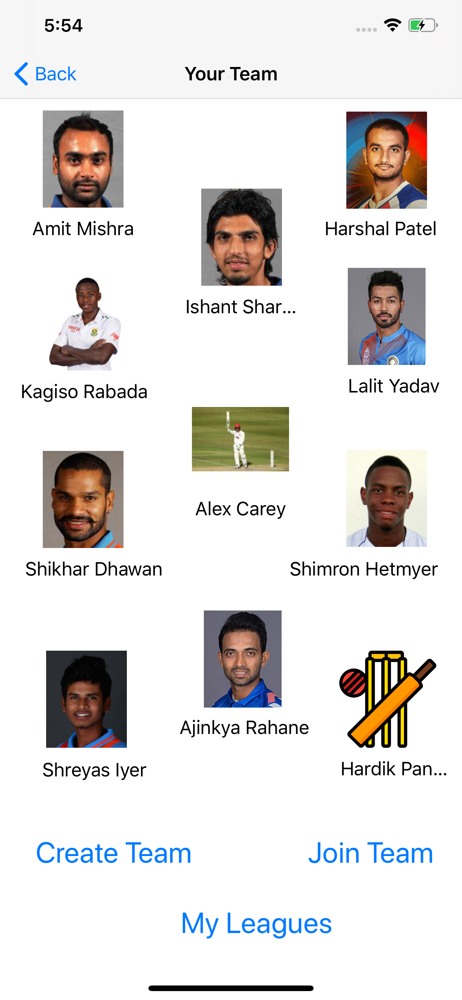 5:54
Back
Your Team
Amit Mishra
Harshal Patel
Ishant Shar...
CASTLE
Kagiso Rabada
Lalit Yadav
Alex Carey
Shikhar Dhawan
Shimron Hetmyer
Ajinkya Rahane
Shreyas Iyer
Hardik Pan...
Create Team
Join Team
My Leagues